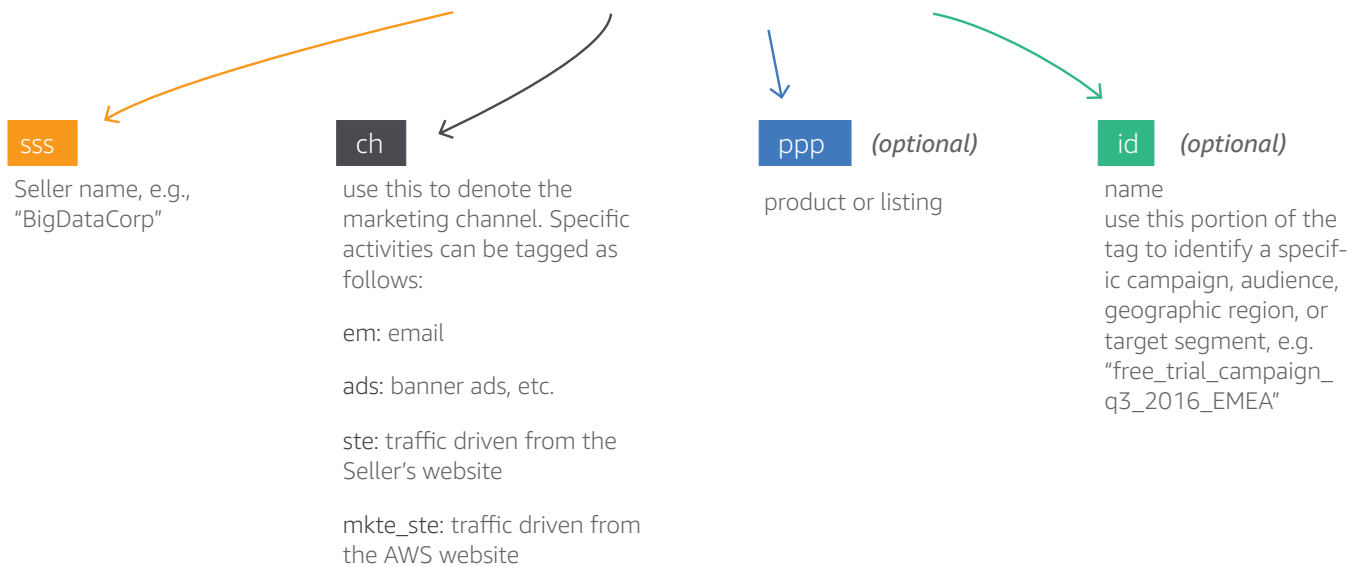 sss
Seller name, e.g.,
“BigDataCorp”
ch
use this to denote the
marketing channel. Specific
activities can be tagged as
follows:
em: email
ads: banner ads, etc.
ste: traffic driven from the
Seller’s website
mkte_ste: traffic driven from
the AWS website
ppp (optional)
product or listing
id (optional)
name
use this portion of the
tag to identify a specif-
ic campaign, audience,
geographic region, or
target segment, e.g.
“free_trial_campaign_
q3_2016_EMEA”